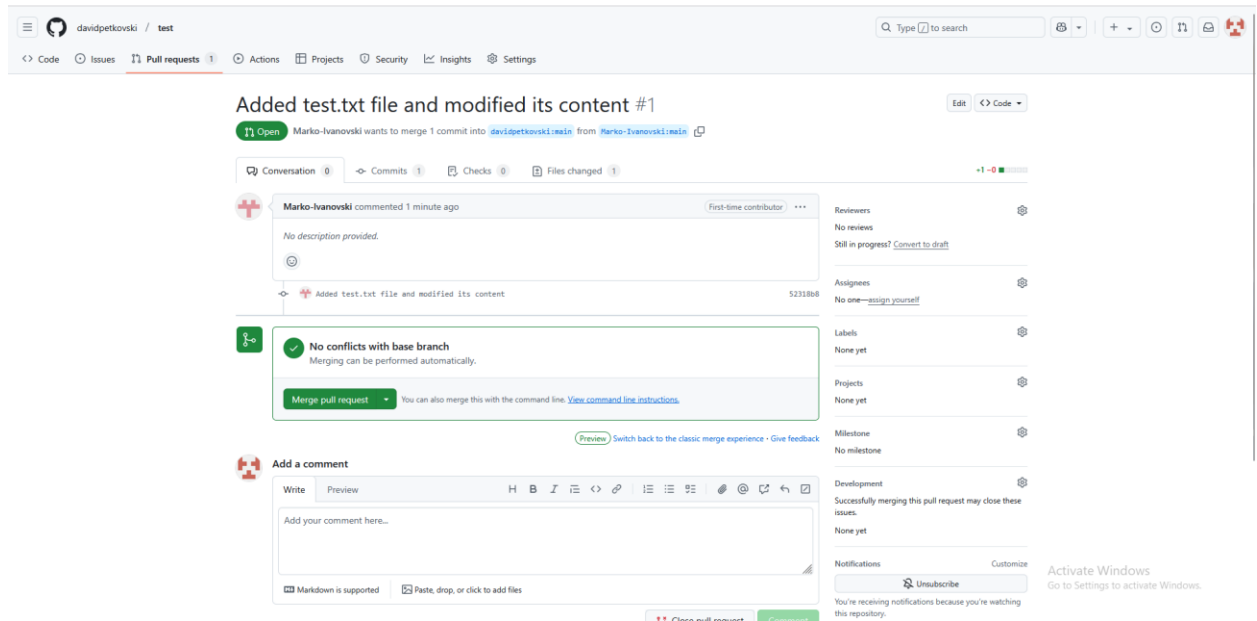 davidpetkovski / test
Type / to search
Code
Issues
Pull requests 1
Actions
Projects
Security
Insights
Settings
Added test.txt file and modified its content #1
Edit
Code
Open
Marko-Ivanovski wants to merge 1 commit into davidpetkovski:main from Marko-Ivanovski:main
Conversation 0
Commits 1
Checks 0
Files changed 1
+1 −0
Marko-Ivanovski commented 1 minute ago
First-time contributor
No description provided.
Added test.txt file and modified its content
52318b8
No conflicts with base branch
Merging can be performed automatically.
Merge pull request
You can also merge this with the command line. View command line instructions.
Preview Switch back to the classic merge experience · Give feedback
Add a comment
Write
Preview
Add your comment here...
Markdown is supported
Paste, drop, or click to add files
Close pull request
Comment
Reviewers
No reviews
Still in progress? Convert to draft
Assignees
No one—assign yourself
Labels
None yet
Projects
None yet
Milestone
No milestone
Development
Successfully merging this pull request may close these
issues.
None yet
Notifications
Customize
Unsubscribe
You're receiving notifications because you're watching
this repository.
Activate Windows
Go to Settings to activate Windows.